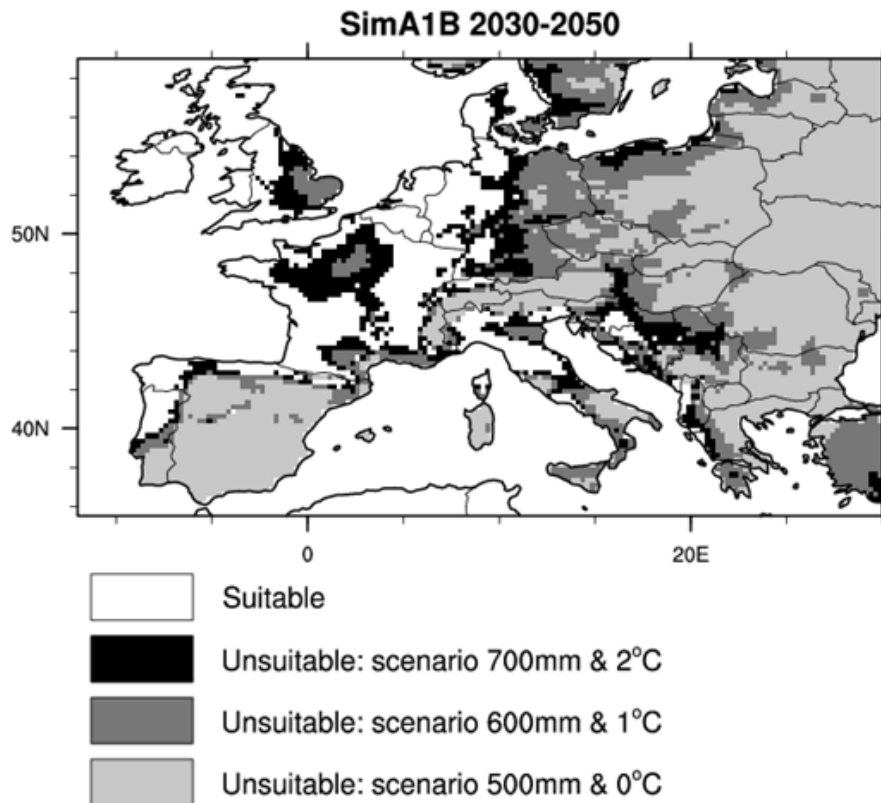 SimA1B 2030-2050
50N
40N
0
20E
Suitable
Unsuitable: scenario 700mm & 2°C
Unsuitable: scenario 600mm & 1°C
Unsuitable: scenario 500mm & 0°C